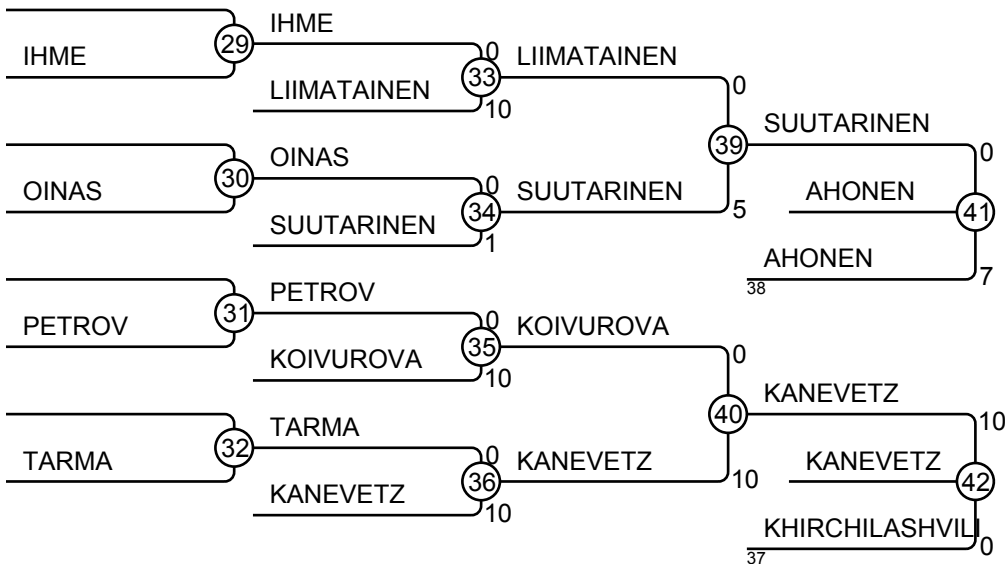 IHME
29
IHME
0
33
LIIMATAINEN
10
LIIMATAINEN
0
OINAS
30
OINAS
0
34
SUUTARINEN
1
SUUTARINEN
39
5
SUUTARINEN
0
AHONEN
41
AHONEN
38
7
PETROV
31
PETROV
0
35
KOIVUROVA
10
KOIVUROVA
0
TARMA
32
TARMA
0
36
KANEVETZ
10
KANEVETZ
40
10
KANEVETZ
10
KANEVETZ
42
KHIRCHILASHVILI
37
0